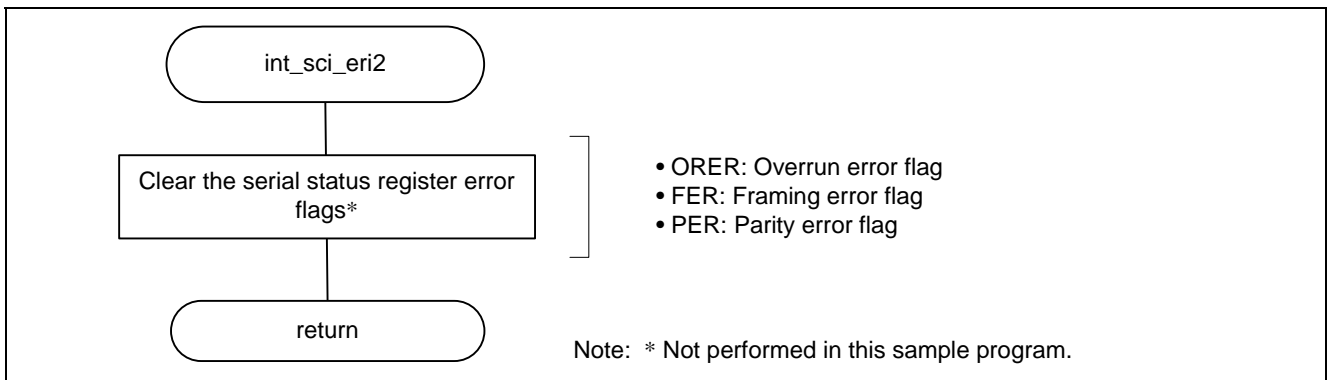 int_sci_eri2
Clear the serial status register error
flags*
• ORER: Overrun error flag
• FER: Framing error flag
• PER: Parity error flag
return
Note: * Not performed in this sample program.